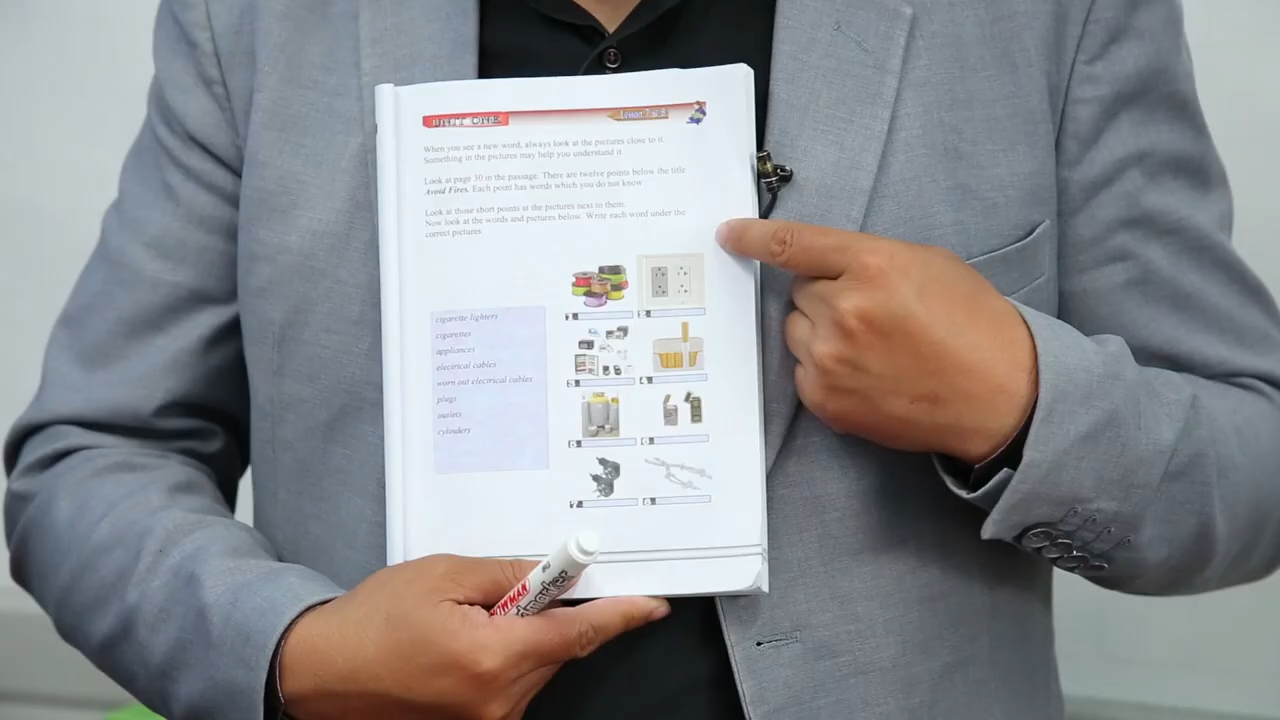 UNIT ONE
When you see a new word, always look at the pictures close to it.
Something in the pictures may help you understand it.
Look at page 30 in the passage. There are twelve points below the title
Avoid Fires. Each point has words which you do not know
Look at those short points at the pictures next to them.
Now look at the words and pictures below. Write each word under the
correct pictures
cigarette lighters
cigarettes
appliances
electrical cables
worn out electrical cables
plugs
outlets
cylinders